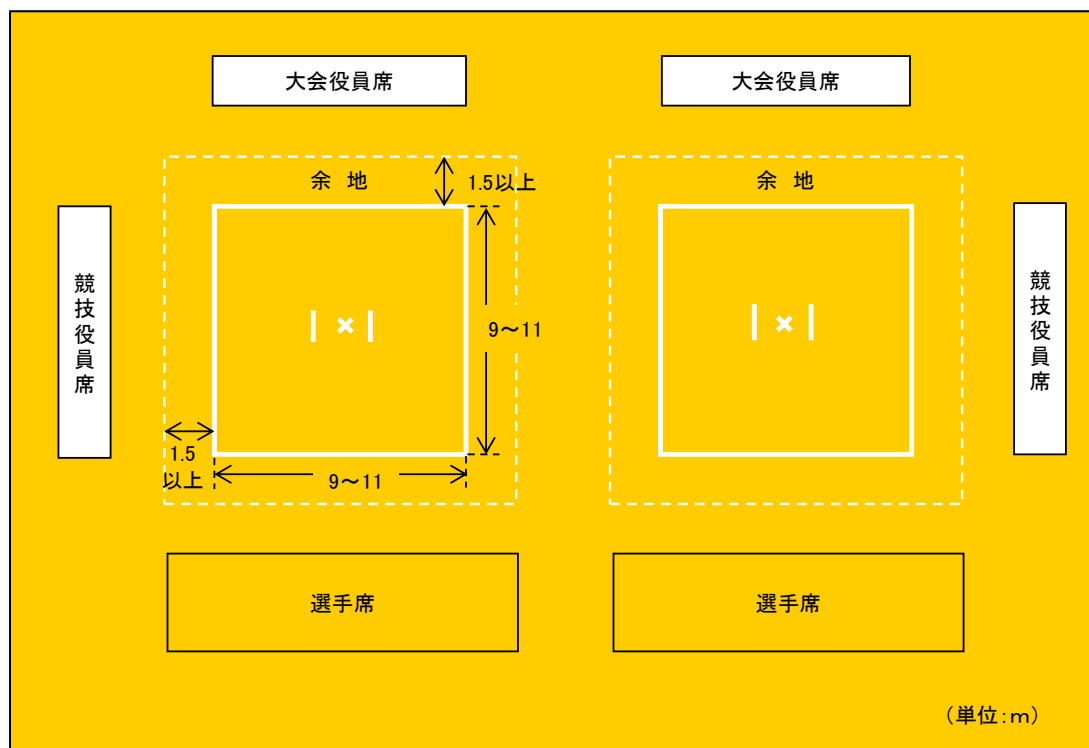 大会役員席
大会役員席
余 地
1.5以上
余 地
競技役員席
9～11
競技役員席
1.5
以上
9～11
選手席
選手席
（単位：ｍ）